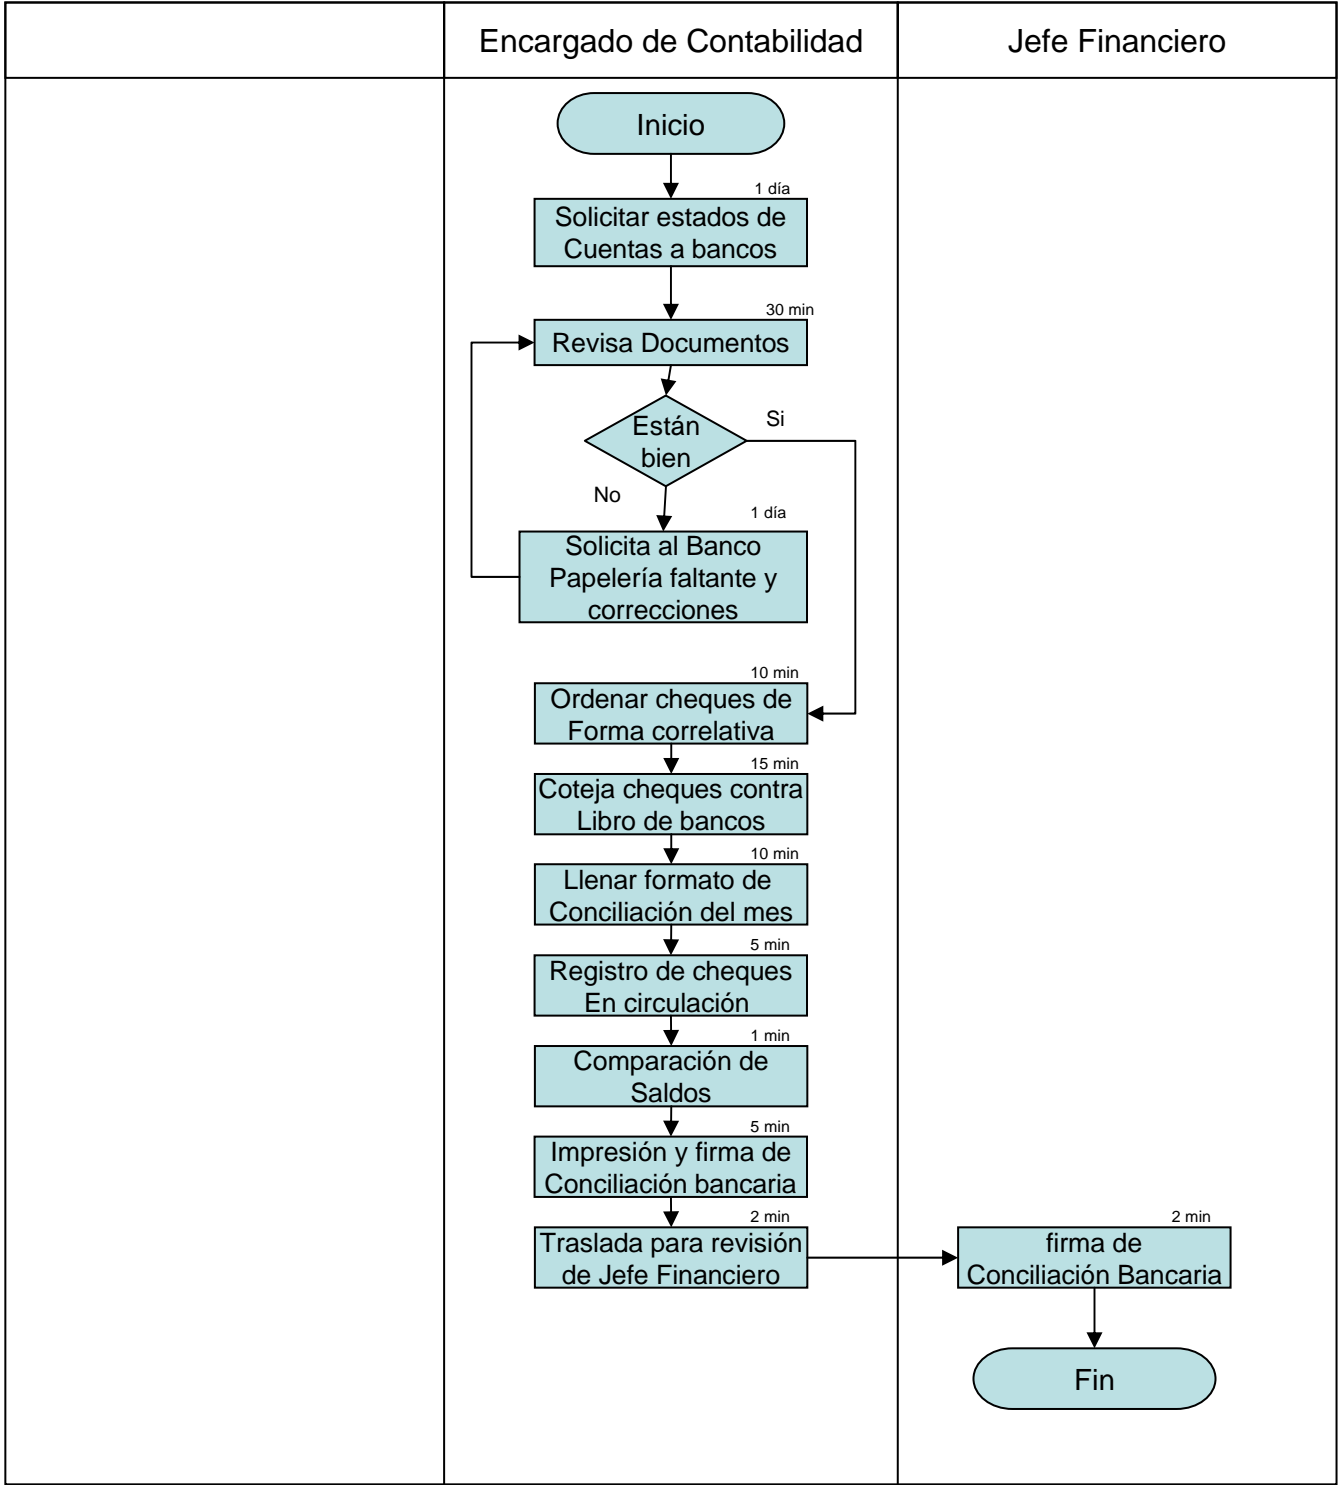 Encargado de Contabilidad
Jefe Financiero
Inicio
1 día
Solicitar estados de
Cuentas a bancos
30 min
Revisa Documentos
Están
bien
Si
No
1 día
Solicita al Banco
Papelería faltante y
correcciones
10 min
Ordenar cheques de
Forma correlativa
15 min
Coteja cheques contra
Libro de bancos
10 min
Llenar formato de
Conciliación del mes
5 min
Registro de cheques
En circulación
1 min
Comparación de
Saldos
5 min
Impresión y firma de
Conciliación bancaria
2 min
Traslada para revisión
de Jefe Financiero
2 min
firma de
Conciliación Bancaria
Fin